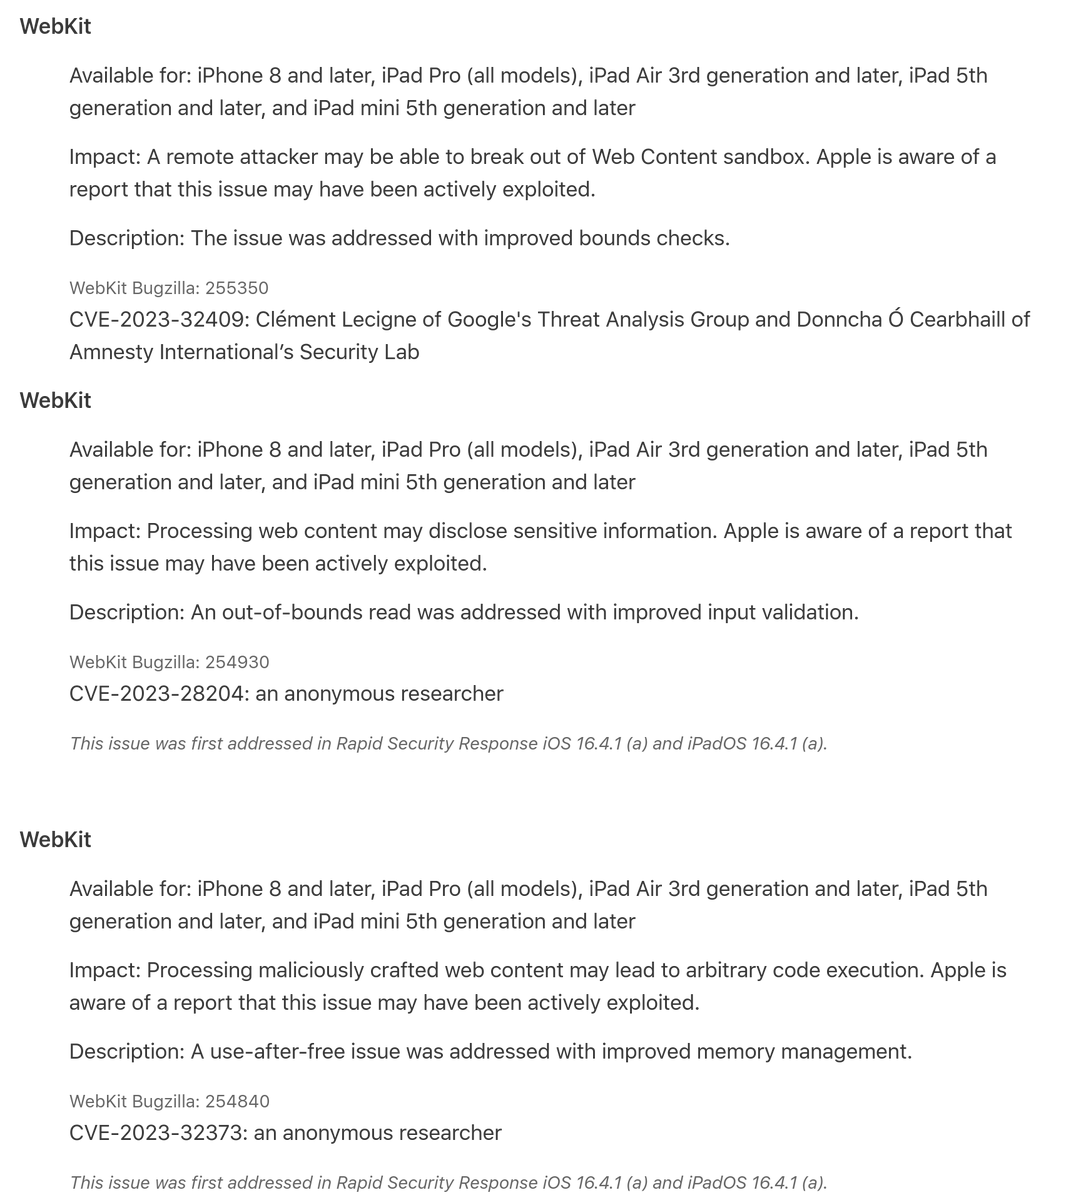 WebKit
Available for: iPhone 8 and later, iPad Pro (all models), iPad Air 3rd generation and later, iPad 5th
generation and later, and iPad mini 5th generation and later
Impact: A remote attacker may be able to break out of Web Content sandbox. Apple is aware of a
report that this issue may have been actively exploited.
Description: The issue was addressed with improved bounds checks.
WebKit Bugzilla: 255350
CVE-2023-32409: Clément Lecigne of Google's Threat Analysis Group and Donncha Ó Cearbhaill of
Amnesty International’s Security Lab
WebKit
Available for: iPhone 8 and later, iPad Pro (all models), iPad Air 3rd generation and later, iPad 5th
generation and later, and iPad mini 5th generation and later
Impact: Processing web content may disclose sensitive information. Apple is aware of a report that
this issue may have been actively exploited.
Description: An out-of-bounds read was addressed with improved input validation.
WebKit Bugzilla: 254930
CVE-2023-28204: an anonymous researcher
This issue was first addressed in Rapid Security Response iOS 16.4.1 (a) and iPadOS 16.4.1 (a).
WebKit
Available for: iPhone 8 and later, iPad Pro (all models), iPad Air 3rd generation and later, iPad 5th
generation and later, and iPad mini 5th generation and later
Impact: Processing maliciously crafted web content may lead to arbitrary code execution. Apple is
aware of a report that this issue may have been actively exploited.
Description: A use-after-free issue was addressed with improved memory management.
WebKit Bugzilla: 254840
CVE-2023-32373: an anonymous researcher
This issue was first addressed in Rapid Security Response iOS 16.4.1 (a) and iPadOS 16.4.1 (a).